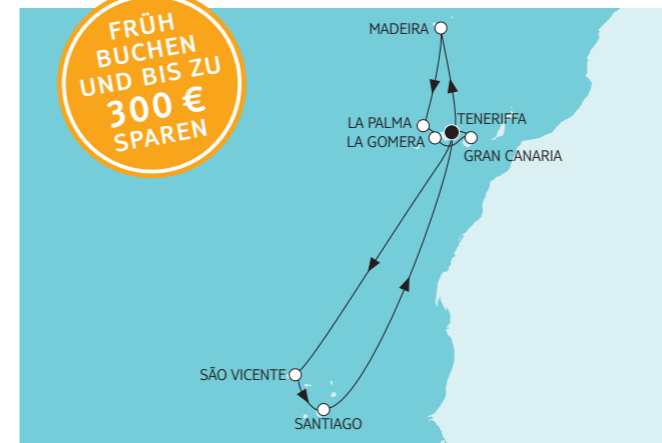 FRÜH
BUCHEN
UND BIS ZU
300 €
SPAREN
MADEIRA
LA PALMA
TENERIFFA
LA GOMERA
GRAN CANARIA
SÃO VICENTE
SANTIAGO